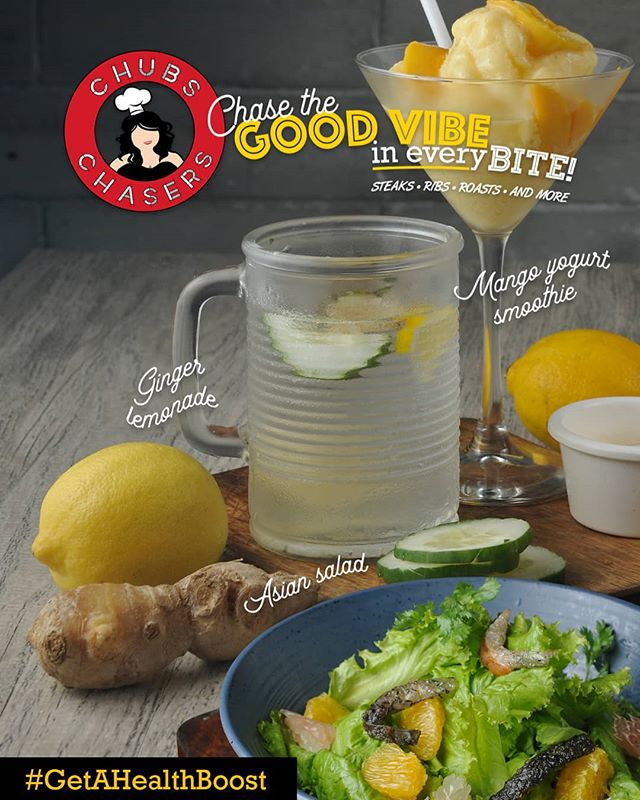 CHUBS
CHASERS
Chase the
GOOD VIBE
in every BITE!
STEAKS • RIBS • ROASTS • AND MORE
Mango yogurt
smoothie
Ginger
lemonade
Asian salad
#GetAHealthBoost